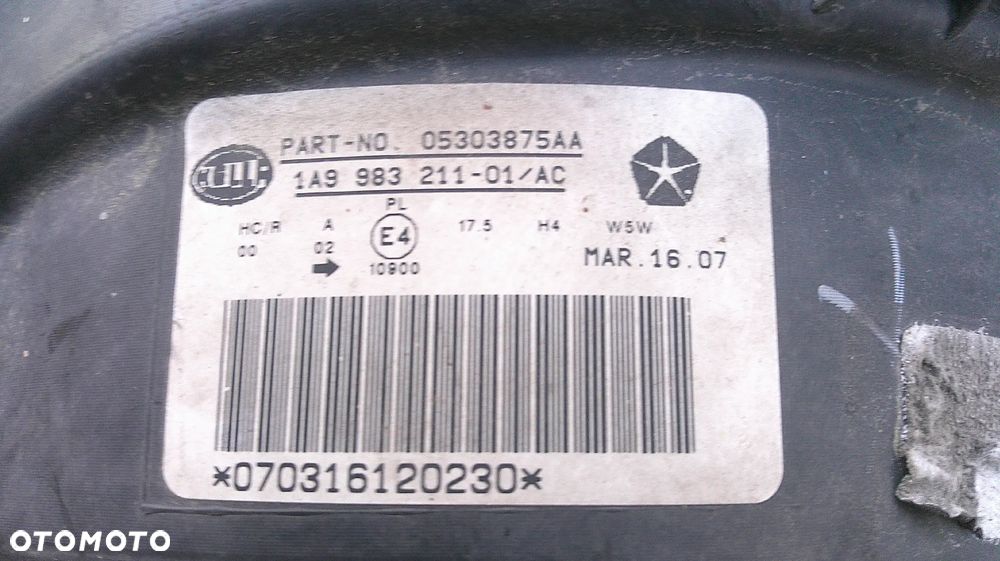 PART-NO. 05303875AA
1A9 983 211-01/AC
PL
HC/R A E4 17.5 H4 W5W
00 02 10900 MAR.16.07
*070316120230*
OTOMOTO